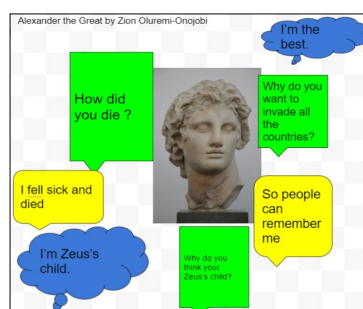 Alexander the Great by Zion Oluremi-Onojobi
I'm the
best.
How did
you die ?
Why do you
want to
invade all
the
countries?
I fell sick and
died
So people
can
remember
me
I'm Zeus's
child.
Why do you
think your
Zeus's child?